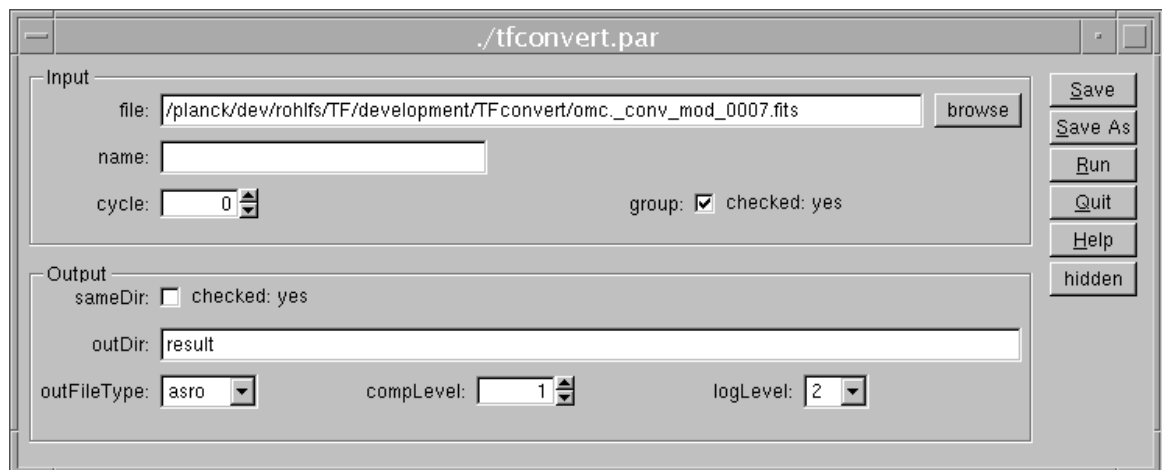 ./tfconvert.par
Input
file: /planck/dev/rohlfs/TF/development/TFconvert/omc._conv_mod_0007.fits browse
name:
cycle: 0 group: checked: yes
Output
sameDir: checked: yes
outDir: result
outFileType: asro compLevel: 1 logLevel: 2
Save
Save As
Run
Quit
Help
hidden